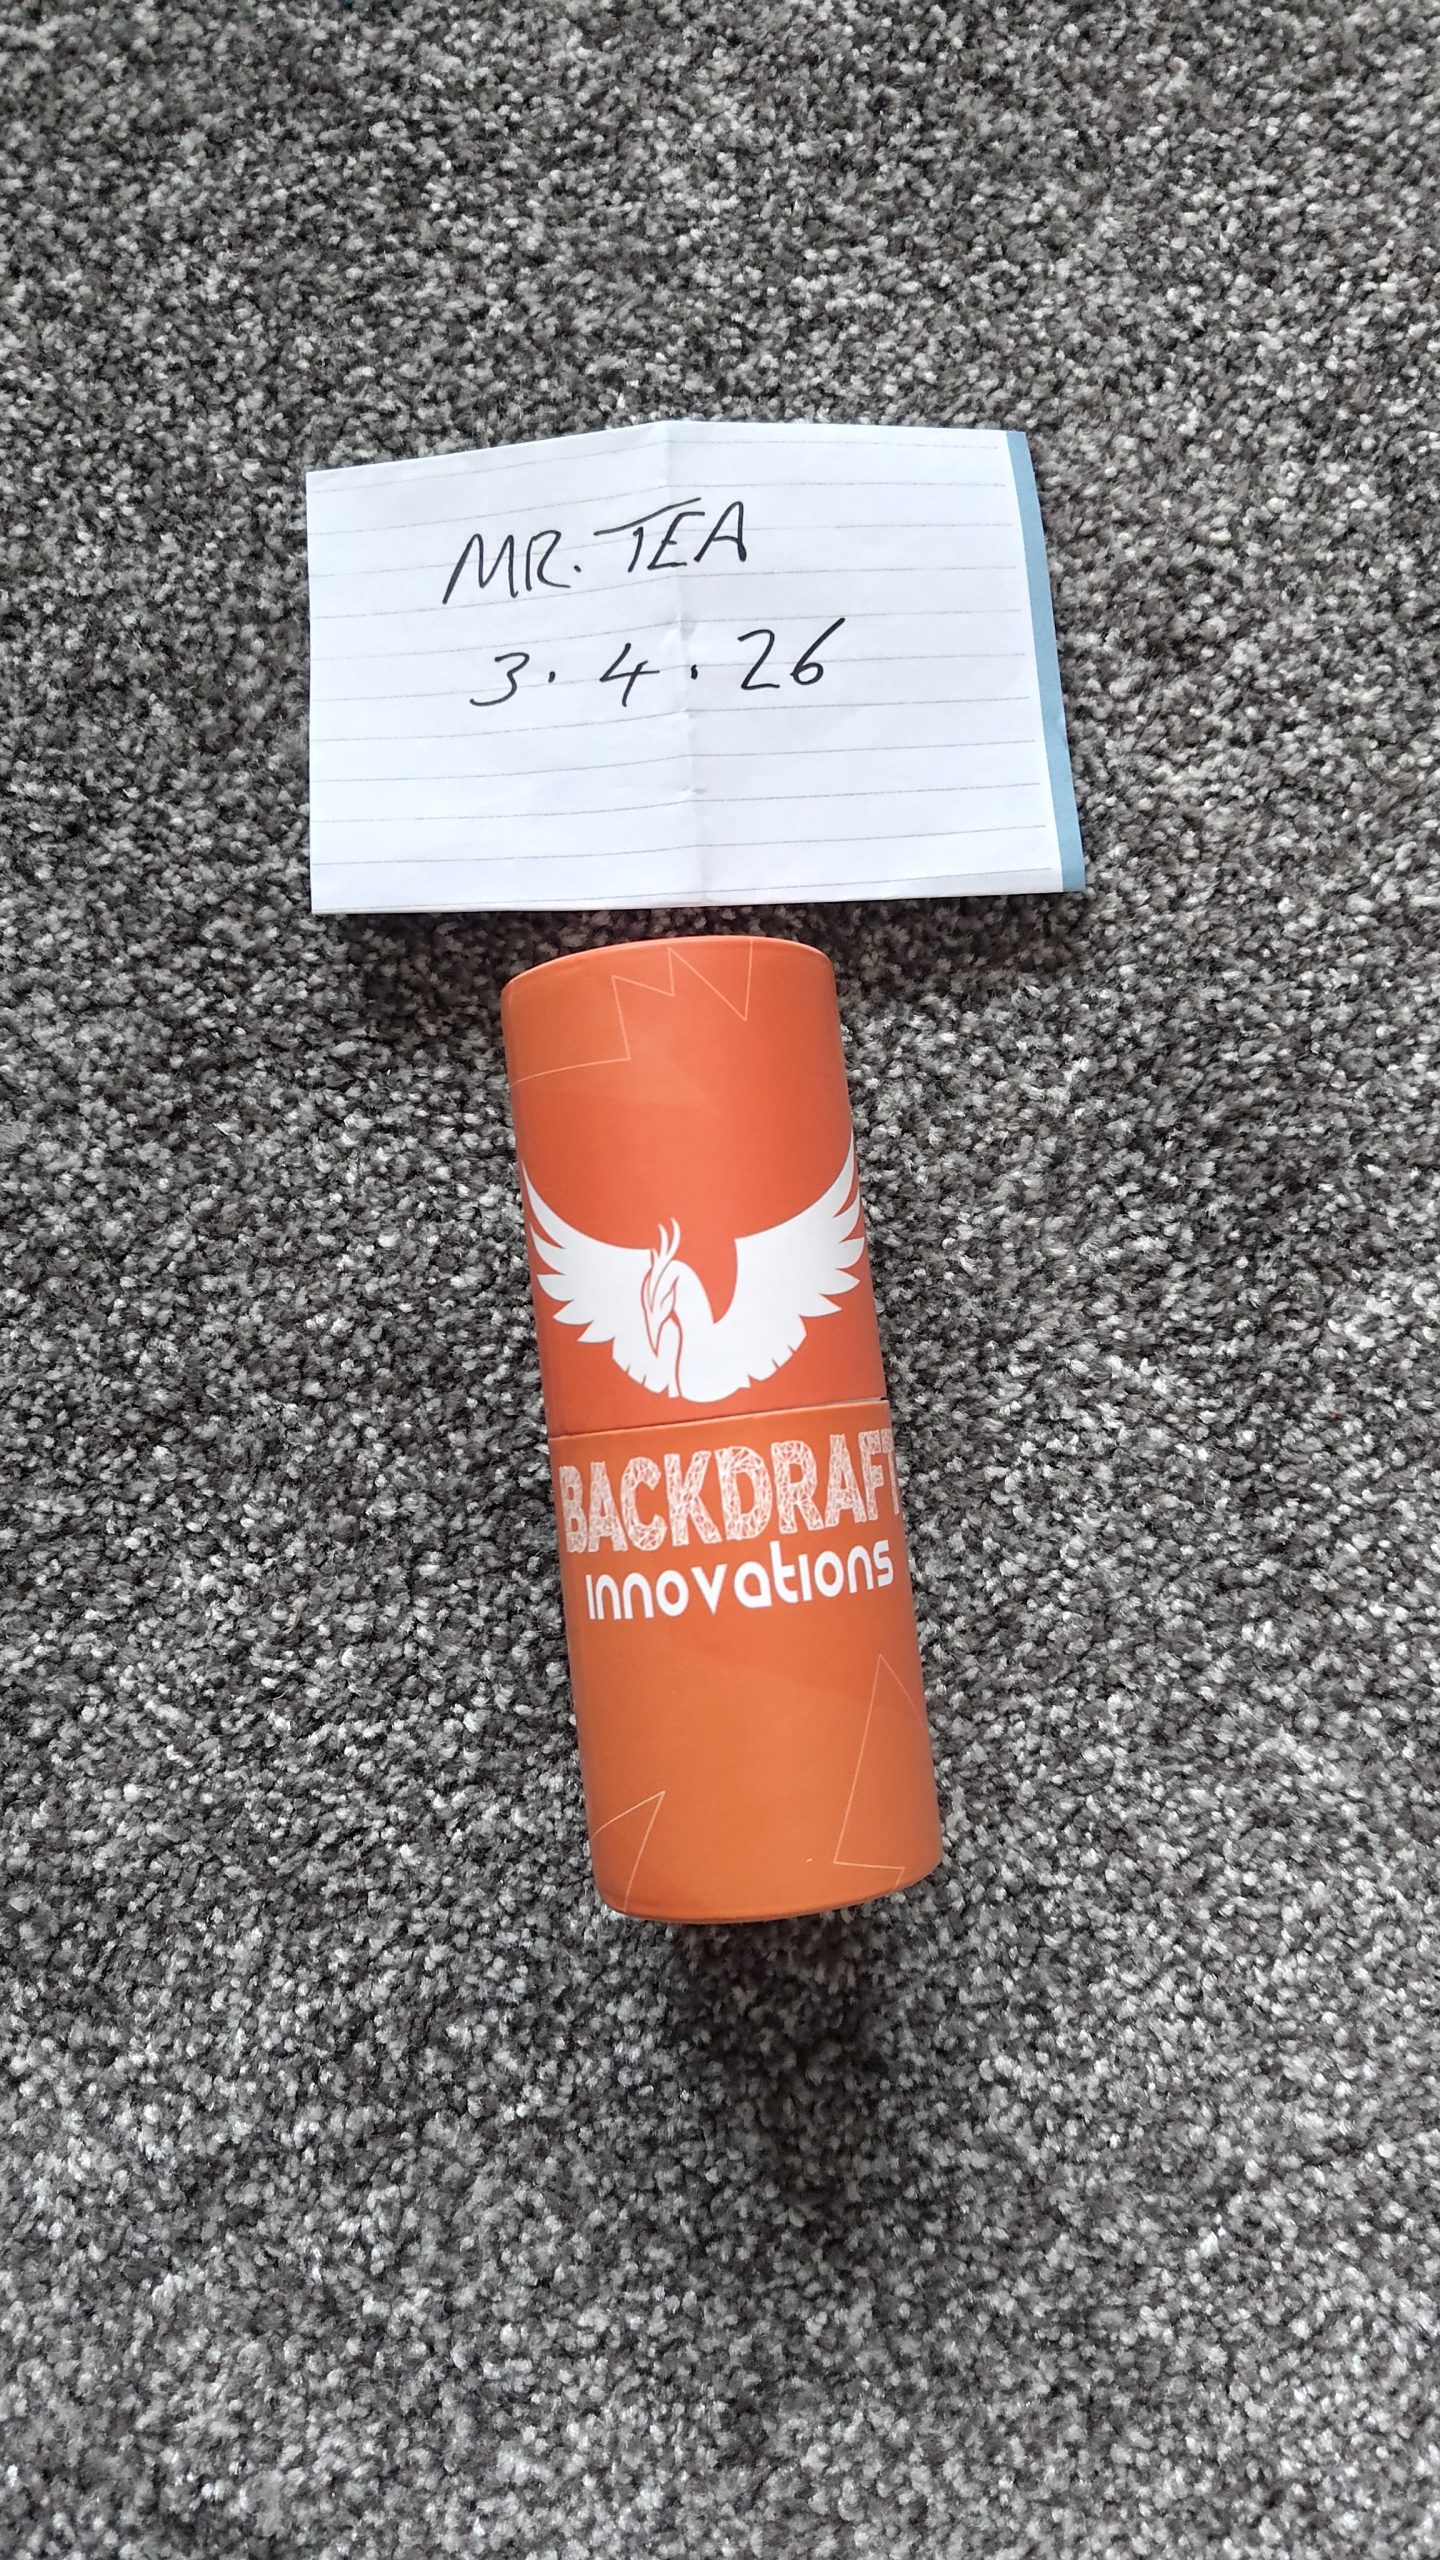 MR. TEA
3.4.26
BACKDRAFT
innovations